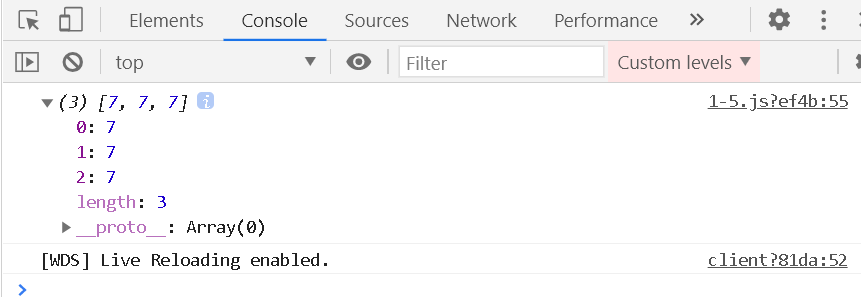 Elements Console Sources Network Performance »
top Filter Custom levels
(3) [7, 7, 7] i 1-5.js?ef4b:55
0: 7
1: 7
2: 7
length: 3
__proto__: Array(0)
[WDS] Live Reloading enabled. client?81da:52